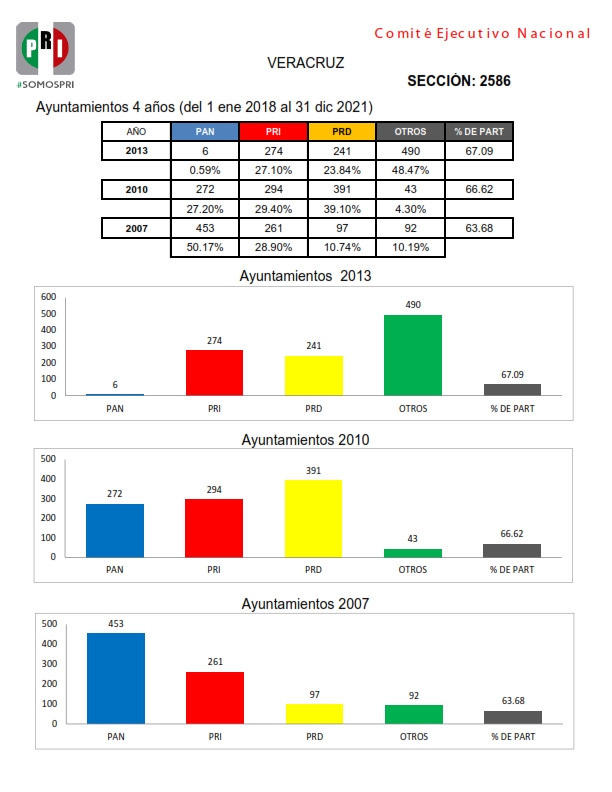 Comité Ejecutivo Nacional
PRI
#SOMOSPRI
VERACRUZ
SECCIÓN: 2586
Ayuntamientos 4 años (del 1 ene 2018 al 31 dic 2021)
AÑO PAN PRI PRD OTROS % DE PART
2013 6 274 241 490 67.09
0.59% 27.10% 23.84% 48.47%
2010 272 294 391 43 66.62
27.20% 29.40% 39.10% 4.30%
2007 453 261 97 92 63.68
50.17% 28.90% 10.74% 10.19%
Ayuntamientos 2013
600
500
400
300
200
100
0
6 274 241 490 67.09
PAN PRI PRD OTROS % DE PART
Ayuntamientos 2010
500
400
300
200
100
0
272 294 391 43 66.62
PAN PRI PRD OTROS % DE PART
Ayuntamientos 2007
500
400
300
200
100
0
453 261 97 92 63.68
PAN PRI PRD OTROS % DE PART